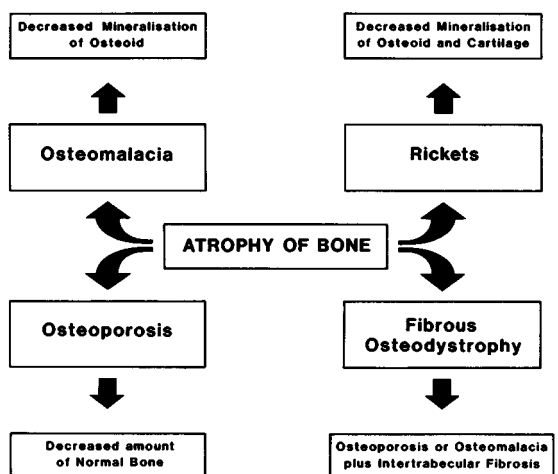 Decreased Mineralisation
of Osteoid
Decreased Mineralisation
of Osteoid and Cartilage
Osteomalacia
Rickets
ATROPHY OF BONE
Osteoporosis
Fibrous
Osteodystrophy
Decreased amount
of Normal Bone
Osteoporosis or Osteomalacia
plus Intertrabecular Fibrosis